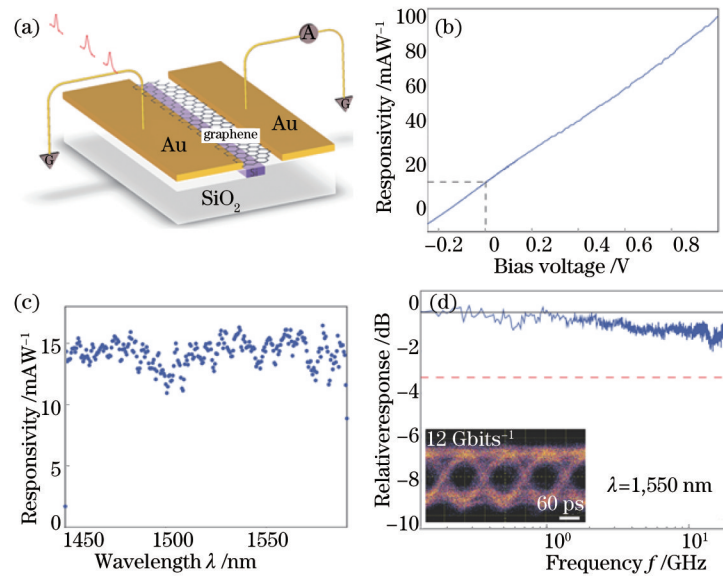 (a)
A
G
G
Au
graphene
Au
SiO2
(b)
Responsivity /mAW−1
100
80
60
40
20
0
-0.2
0
0.2
0.4
0.6
0.8
Bias voltage /V
(c)
Responsivity /mAW−1
15
10
5
0
1450
1500
1550
Wavelength λ /nm
(d)
Relativeresponse /dB
0
-2
-4
-6
-8
-10
12 Gbits−1
60 ps
λ=1,550 nm
10^0
10^1
Frequency f /GHz